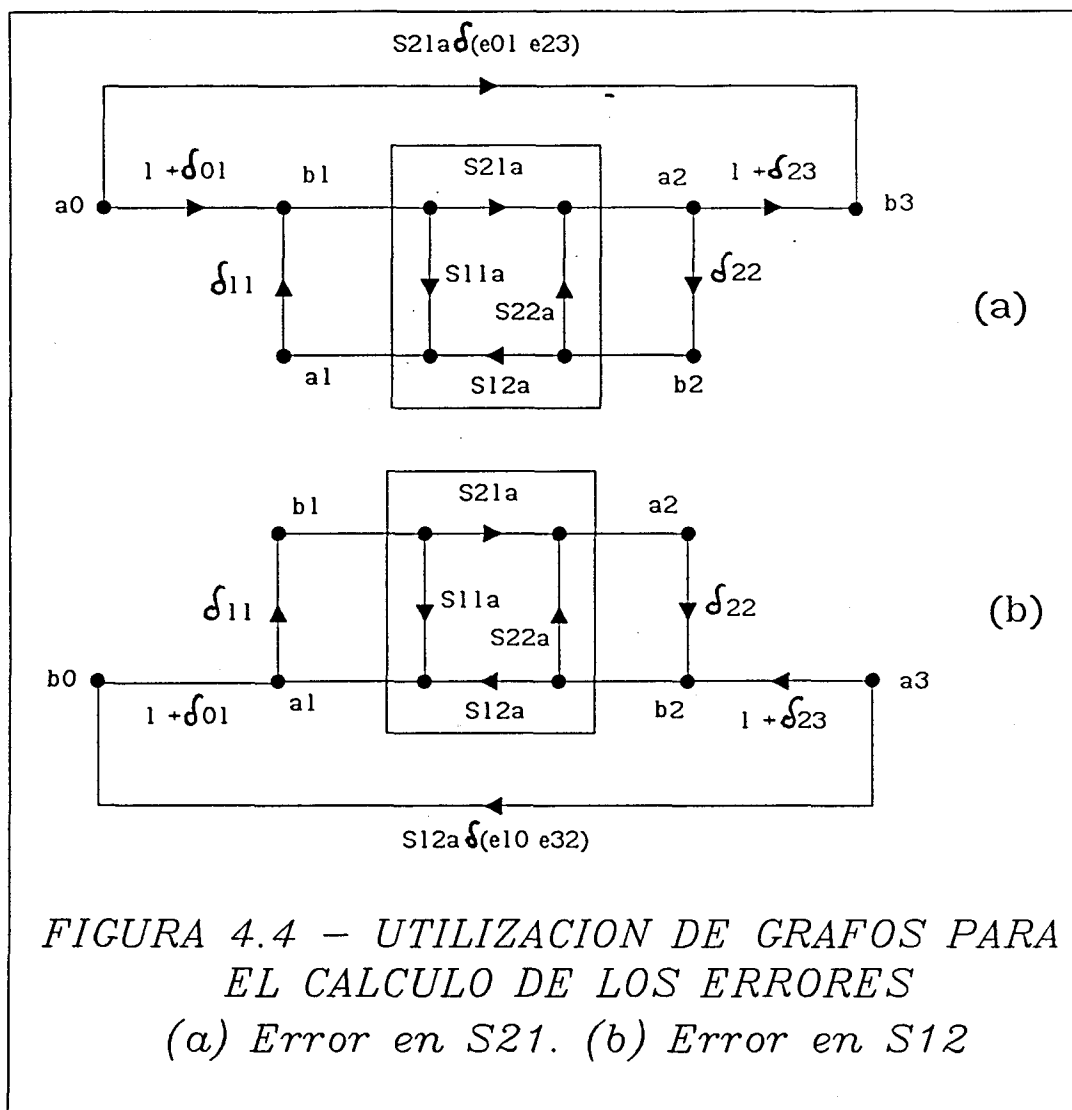 S21a δ(e01 e23)
1 +δ01
b1
S21a
a2
1 +δ23
a0
b3
δ11
S11a
S22a
δ22
(a)
a1
S12a
b2
b1
S21a
a2
δ11
S11a
S22a
δ22
(b)
b0
1 +δ01
a1
S12a
b2
1 +δ23
a3
S12a δ(e10 e32)
FIGURA 4.4 – UTILIZACION DE GRAFOS PARA
EL CALCULO DE LOS ERRORES
(a) Error en S21. (b) Error en S12